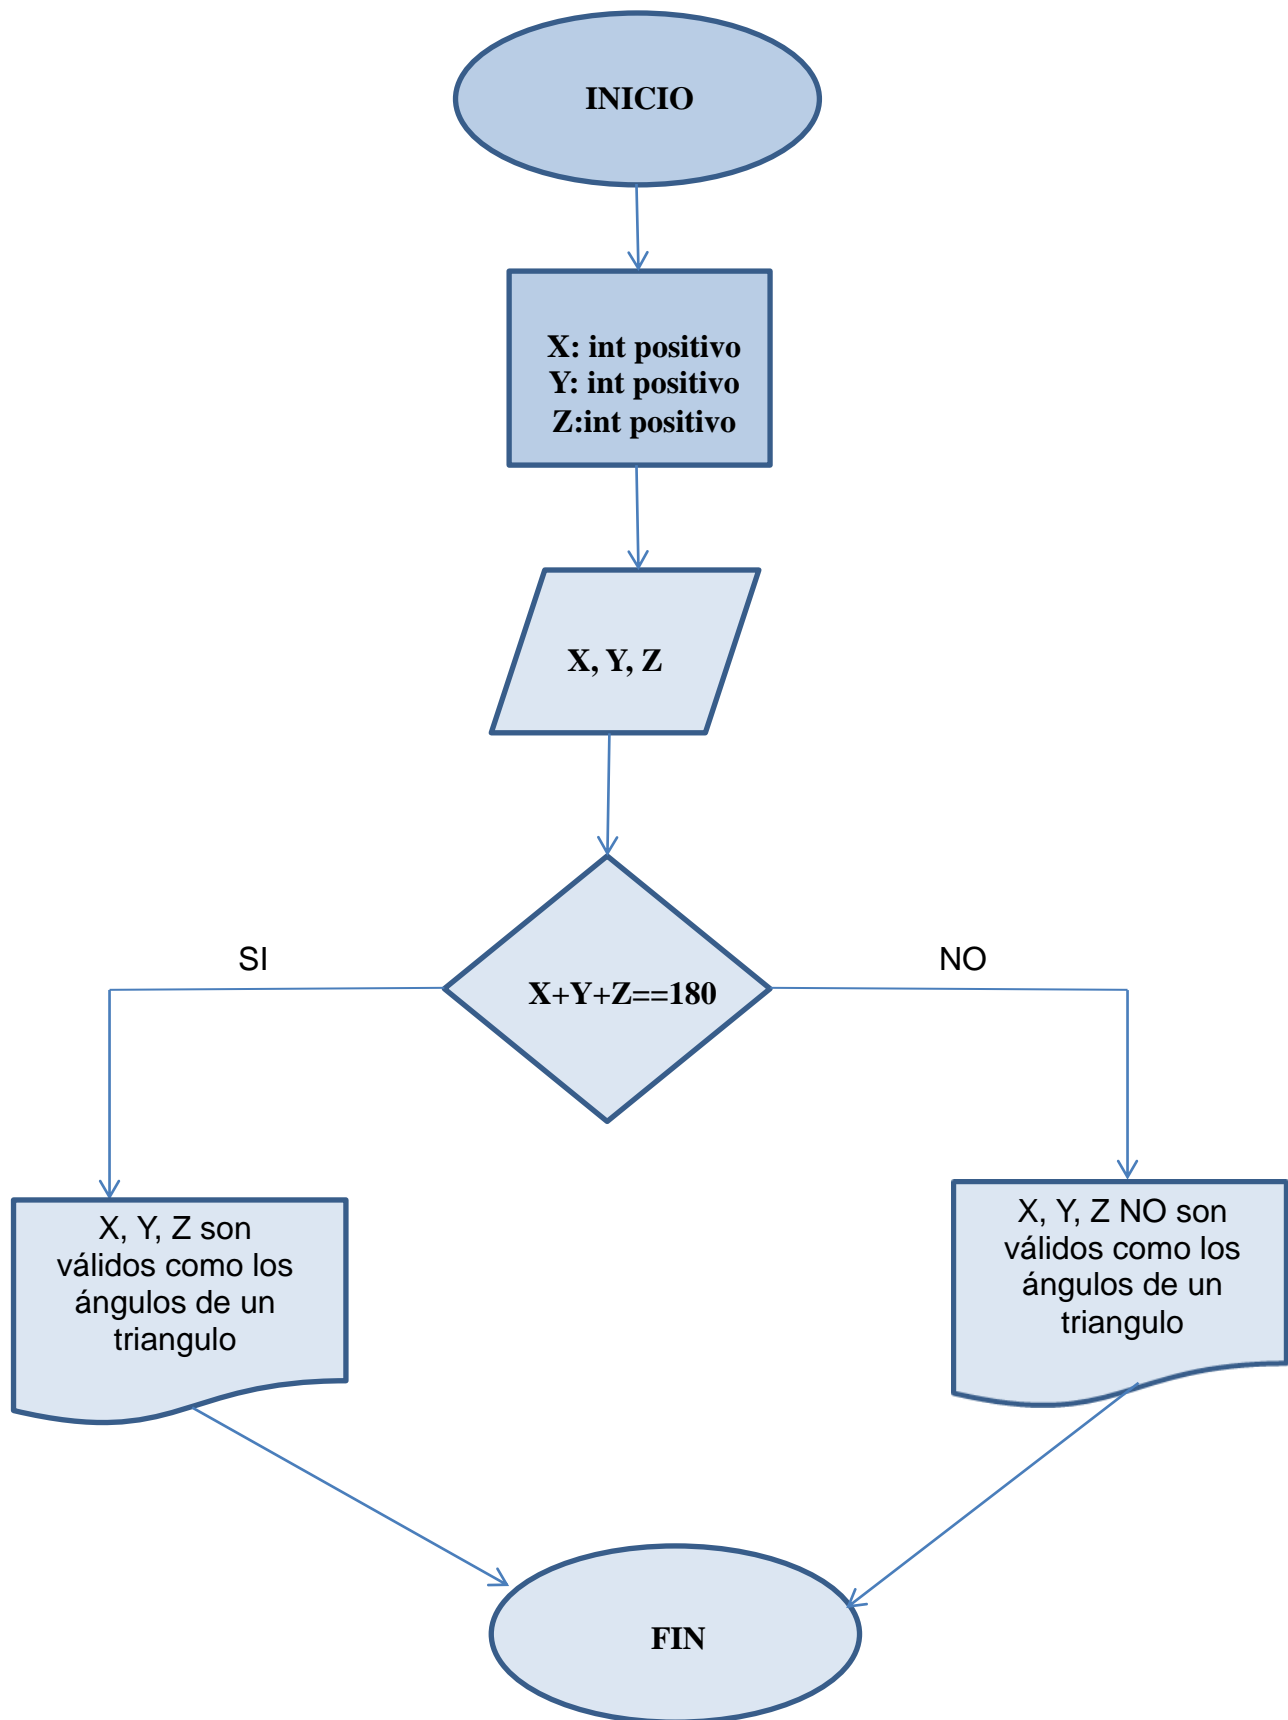 INICIO
X: int positivo
Y: int positivo
Z:int positivo
X, Y, Z
SI
NO
X+Y+Z==180
X, Y, Z son
válidos como los
ángulos de un
triangulo
X, Y, Z NO son
válidos como los
ángulos de un
triangulo
FIN